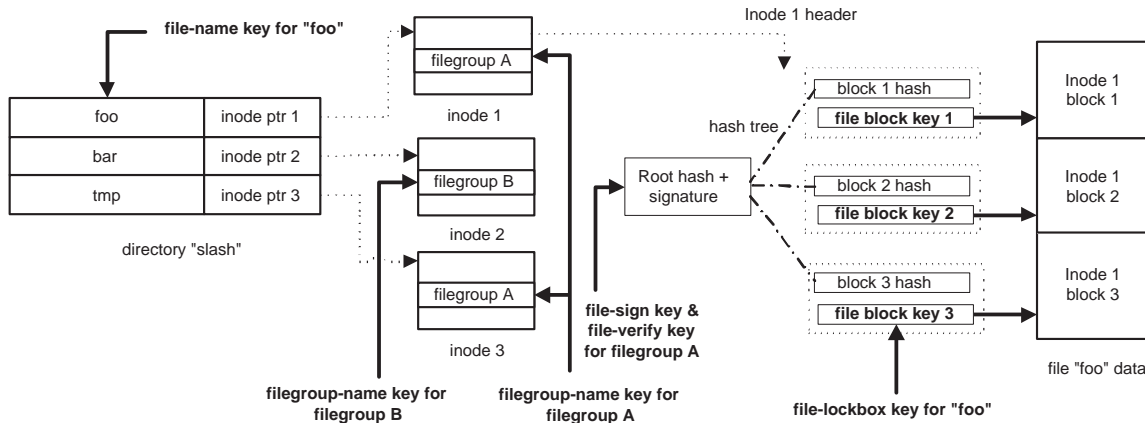 file-name key for "foo"
foo
inode ptr 1
bar
inode ptr 2
tmp
inode ptr 3
directory "slash"
filegroup A
inode 1
filegroup B
inode 2
filegroup A
inode 3
filegroup-name key for
filegroup B
filegroup-name key for
filegroup A
Inode 1 header
hash tree
Root hash +
signature
file-sign key &
file-verify key
for filegroup A
block 1 hash
file block key 1
block 2 hash
file block key 2
block 3 hash
file block key 3
file-lockbox key for "foo"
Inode 1
block 1
Inode 1
block 2
Inode 1
block 3
file "foo" data